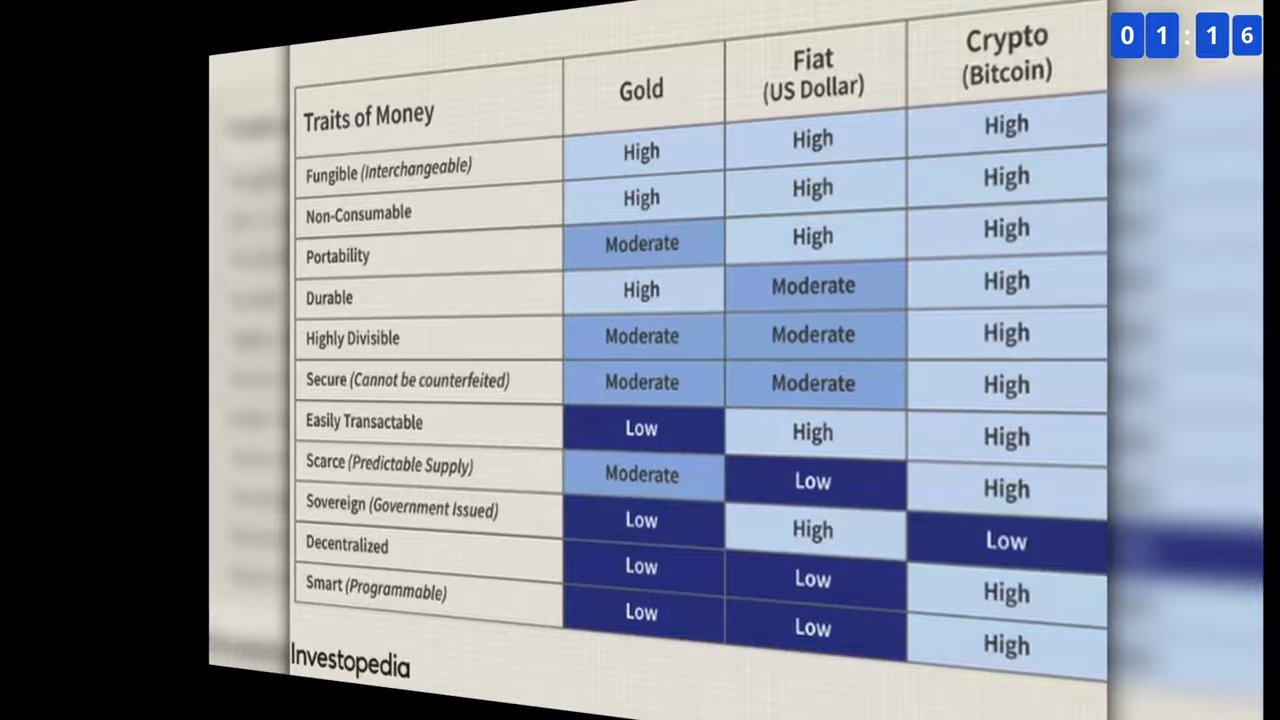 01:16
Traits of Money Gold Fiat (US Dollar) Crypto (Bitcoin)
Fungible (Interchangeable) High High High
Non-Consumable High High High
Portability Moderate High High
Durable High Moderate High
Highly Divisible Moderate Moderate High
Secure (Cannot be counterfeited) Moderate Moderate High
Easily Transactable Low High High
Scarce (Predictable Supply) Moderate Low High
Sovereign (Government Issued) Low High Low
Decentralized Low Low High
Smart (Programmable) Low Low High
Investopedia